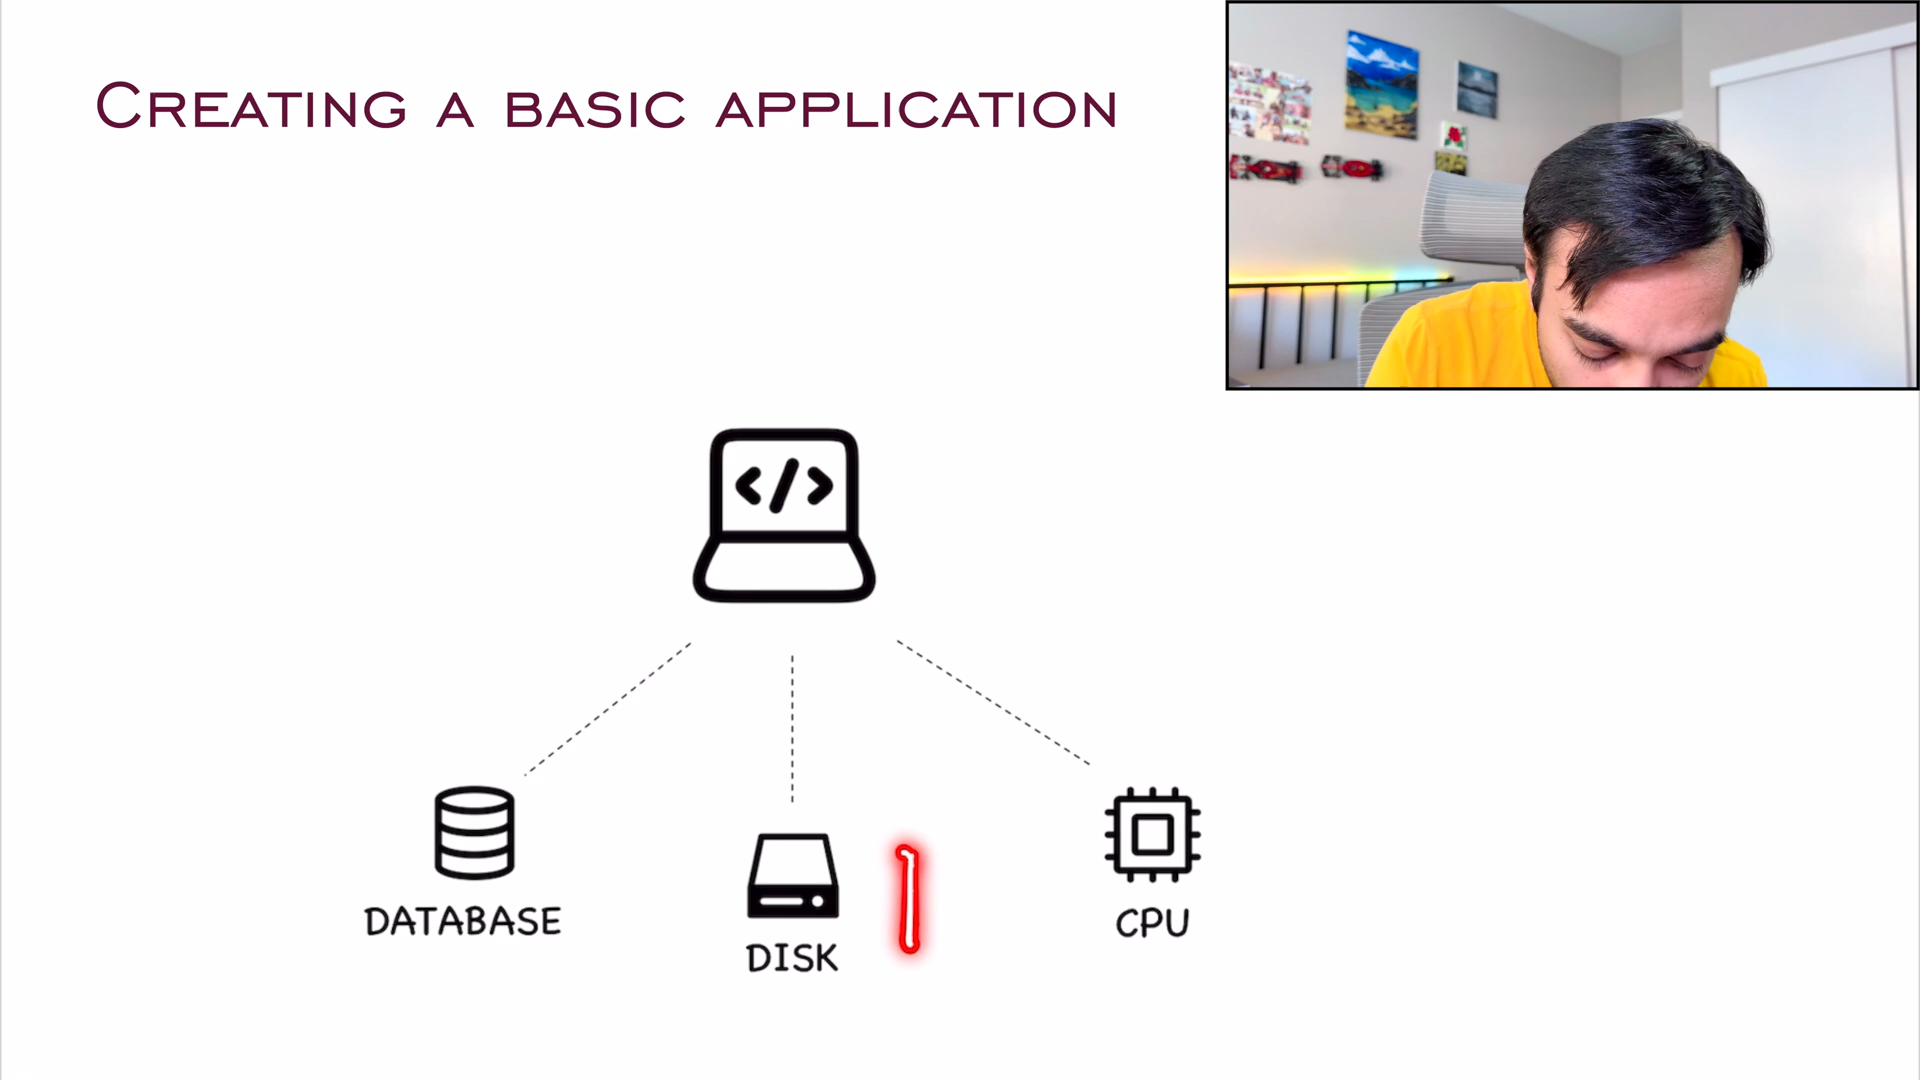 CREATING A BASIC APPLICATION
</>
DATABASE
DISK
CPU